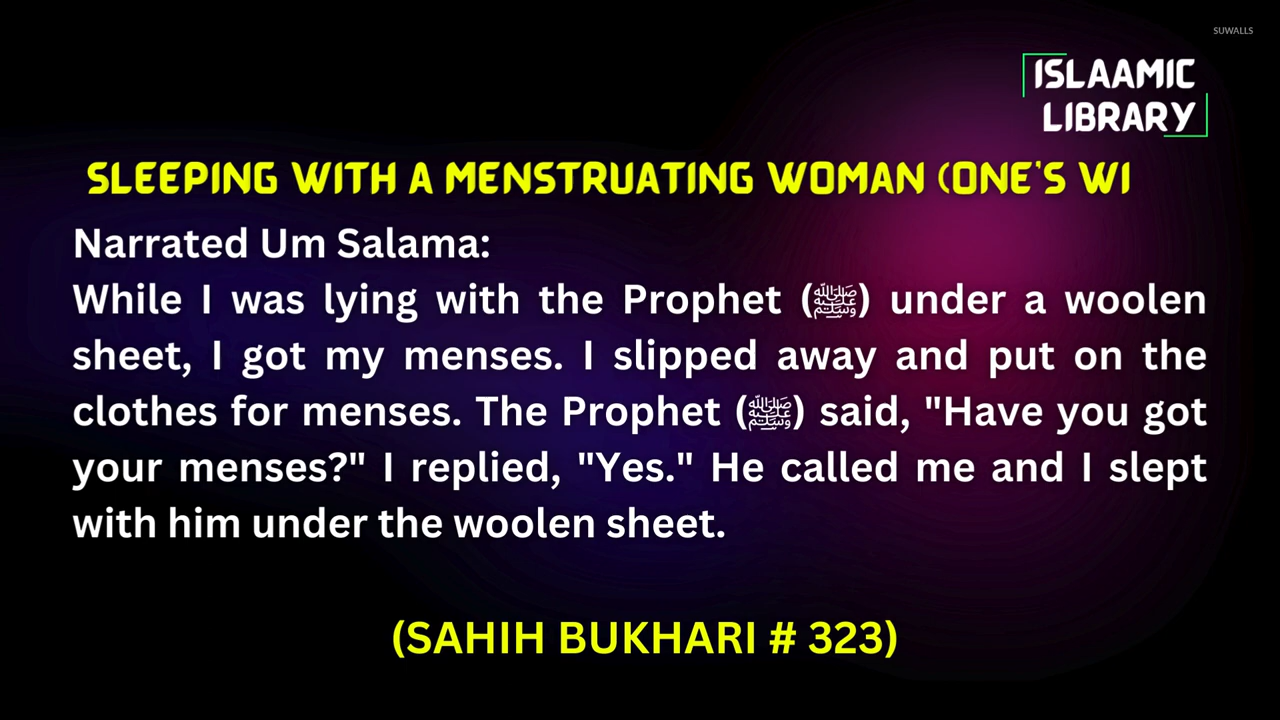 SUWALLS
ISLAAMIC
LIBRARY
SLEEPING WITH A MENSTRUATING WOMAN (ONE'S WI
Narrated Um Salama:
While I was lying with the Prophet (ﷺ) under a woolen
sheet, I got my menses. I slipped away and put on the
clothes for menses. The Prophet (ﷺ) said, "Have you got
your menses?" I replied, "Yes." He called me and I slept
with him under the woolen sheet.
(SAHIH BUKHARI # 323)